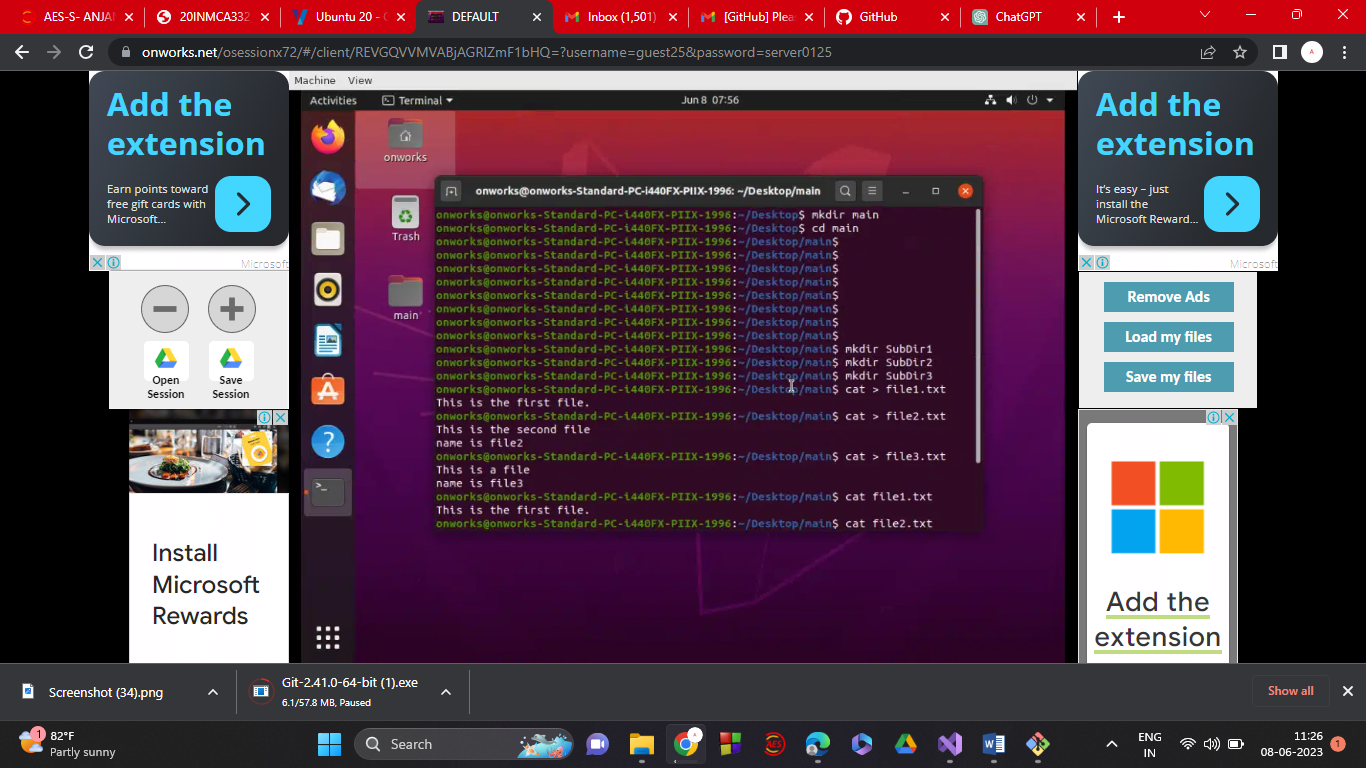 AES-S- ANJAI
20INMCA332
Ubuntu 20 - C
DEFAULT
Inbox (1,501)
[GitHub] Plea
GitHub
ChatGPT
onworks.net/osessionx72/#/client/REVGQVVMVABjAGRlZmF1bHQ=?username=guest25&password=server0125
Machine View
Activities Terminal Jun 8 07:56
Add the
extension
Earn points toward
free gift cards with
Microsoft...
Microsoft
Open
Session
Save
Session
Install
Microsoft
Rewards
onworks
Trash
main
onworks@onworks-Standard-PC-i440FX-PIIX-1996: ~/Desktop/main
onworks@onworks-Standard-PC-i440FX-PIIX-1996:~/Desktop$ mkdir main
onworks@onworks-Standard-PC-i440FX-PIIX-1996:~/Desktop$ cd main
onworks@onworks-Standard-PC-i440FX-PIIX-1996:~/Desktop/main$
onworks@onworks-Standard-PC-i440FX-PIIX-1996:~/Desktop/main$
onworks@onworks-Standard-PC-i440FX-PIIX-1996:~/Desktop/main$
onworks@onworks-Standard-PC-i440FX-PIIX-1996:~/Desktop/main$
onworks@onworks-Standard-PC-i440FX-PIIX-1996:~/Desktop/main$
onworks@onworks-Standard-PC-i440FX-PIIX-1996:~/Desktop/main$
onworks@onworks-Standard-PC-i440FX-PIIX-1996:~/Desktop/main$
onworks@onworks-Standard-PC-i440FX-PIIX-1996:~/Desktop/main$
onworks@onworks-Standard-PC-i440FX-PIIX-1996:~/Desktop/main$ mkdir SubDir1
onworks@onworks-Standard-PC-i440FX-PIIX-1996:~/Desktop/main$ mkdir SubDir2
onworks@onworks-Standard-PC-i440FX-PIIX-1996:~/Desktop/main$ mkdir SubDir3
onworks@onworks-Standard-PC-i440FX-PIIX-1996:~/Desktop/main$ cat > file1.txt
This is the first file.
onworks@onworks-Standard-PC-i440FX-PIIX-1996:~/Desktop/main$ cat > file2.txt
This is the second file
name is file2
onworks@onworks-Standard-PC-i440FX-PIIX-1996:~/Desktop/main$ cat > file3.txt
This is a file
name is file3
onworks@onworks-Standard-PC-i440FX-PIIX-1996:~/Desktop/main$ cat file1.txt
This is the first file.
onworks@onworks-Standard-PC-i440FX-PIIX-1996:~/Desktop/main$ cat file2.txt
Add the
extension
It's easy – just
install the
Microsoft Reward...
Microsoft
Remove Ads
Load my files
Save my files
Add the
extension
Screenshot (34).png
Git-2.41.0-64-bit (1).exe
6.1/57.8 MB, Paused
Show all
1
82°F
Partly sunny
Search
AES
ENG
IN
11:26
08-06-2023
1